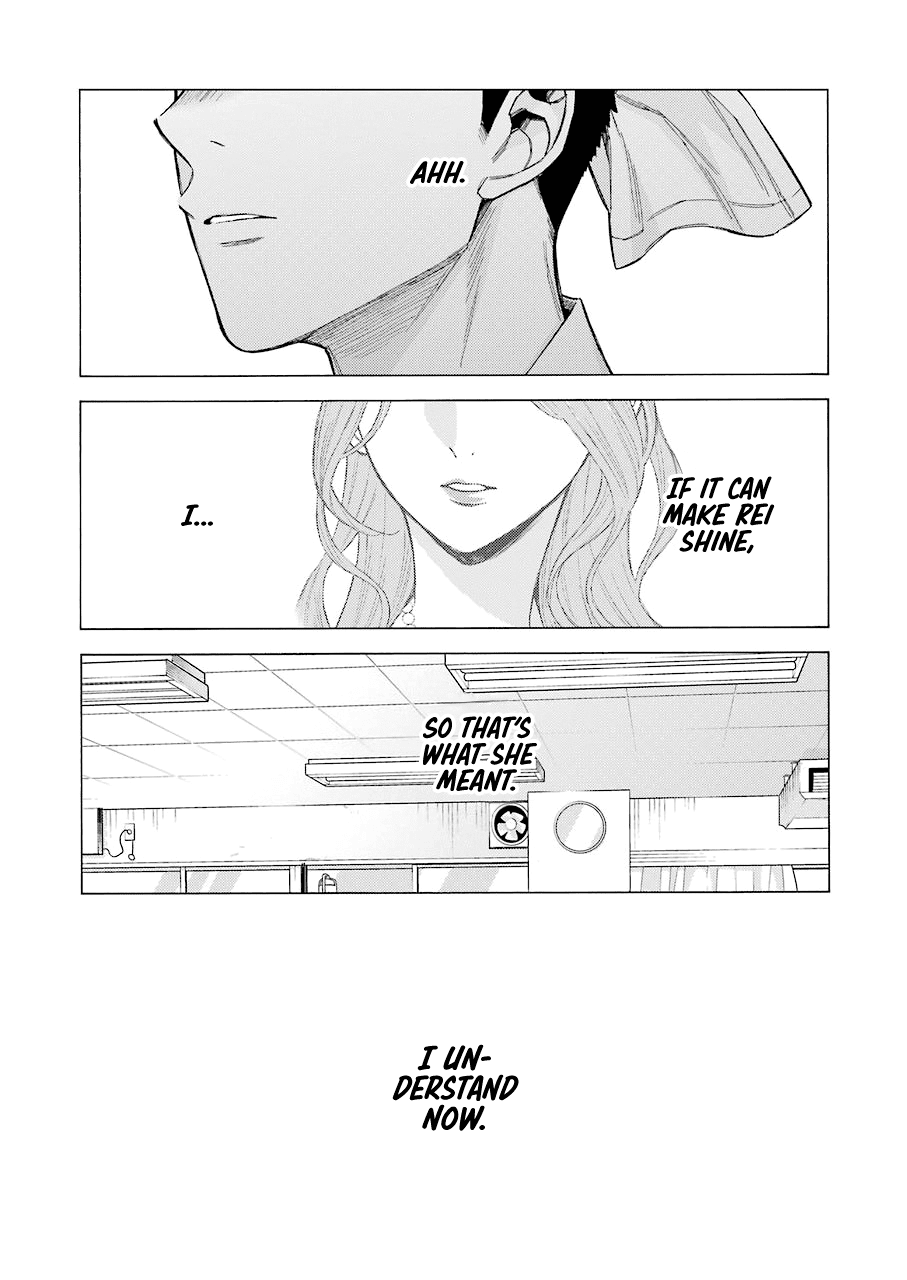 AHH.
IF IT CAN
MAKE REI
SHINE,
I...
SO THAT'S
WHAT SHE
MEANT.
I UN-
DERSTAND
NOW.